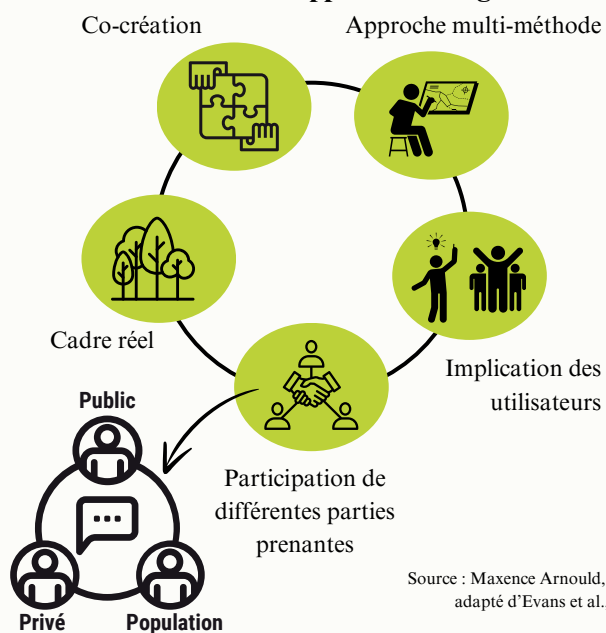 Co-création
Approche multi-méthode
Cadre réel
Implication des
utilisateurs
Public
Participation de
différentes parties
prenantes
Privé
Population
Source : Maxence Arnould,
adapté d'Evans et al.